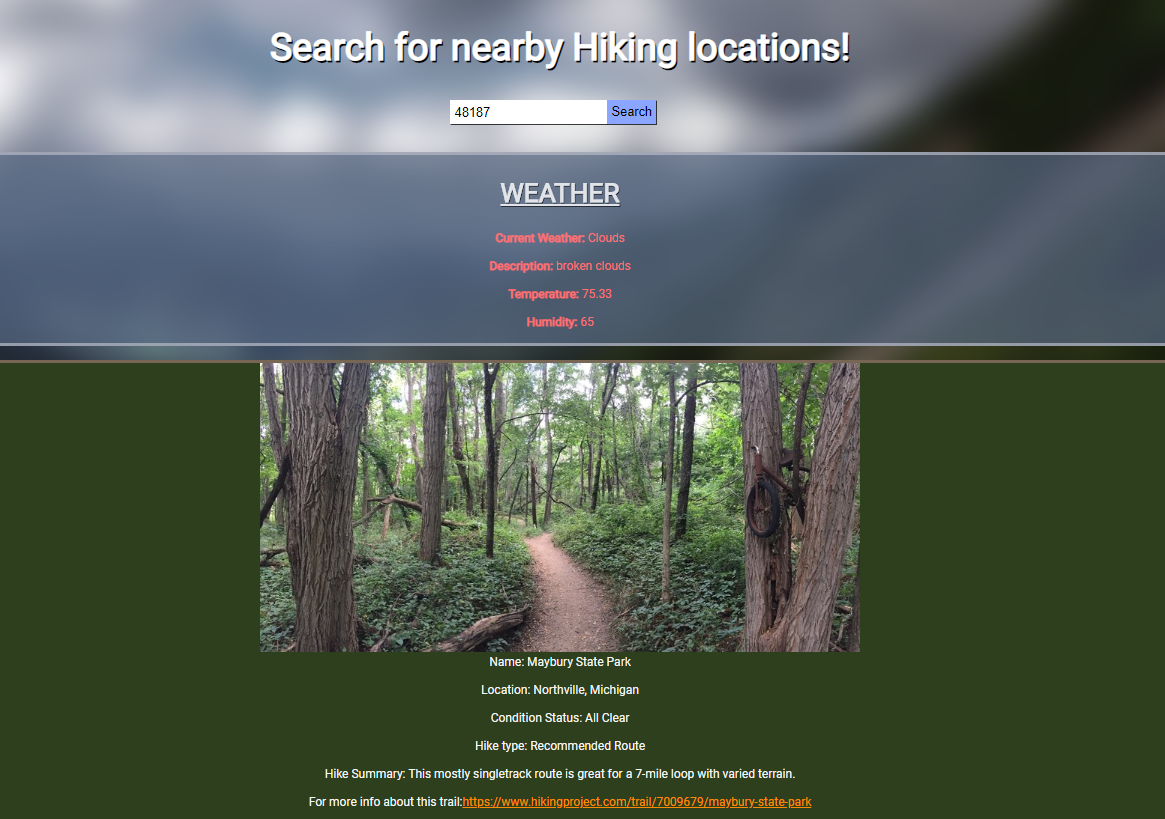 Search for nearby Hiking locations!
48187 Search
WEATHER
Current Weather: Clouds
Description: broken clouds
Temperature: 75.33
Humidity: 65
Name: Maybury State Park
Location: Northville, Michigan
Condition Status: All Clear
Hike type: Recommended Route
Hike Summary: This mostly singletrack route is great for a 7-mile loop with varied terrain.
For more info about this trail:https://www.hikingproject.com/trail/7009679/maybury-state-park